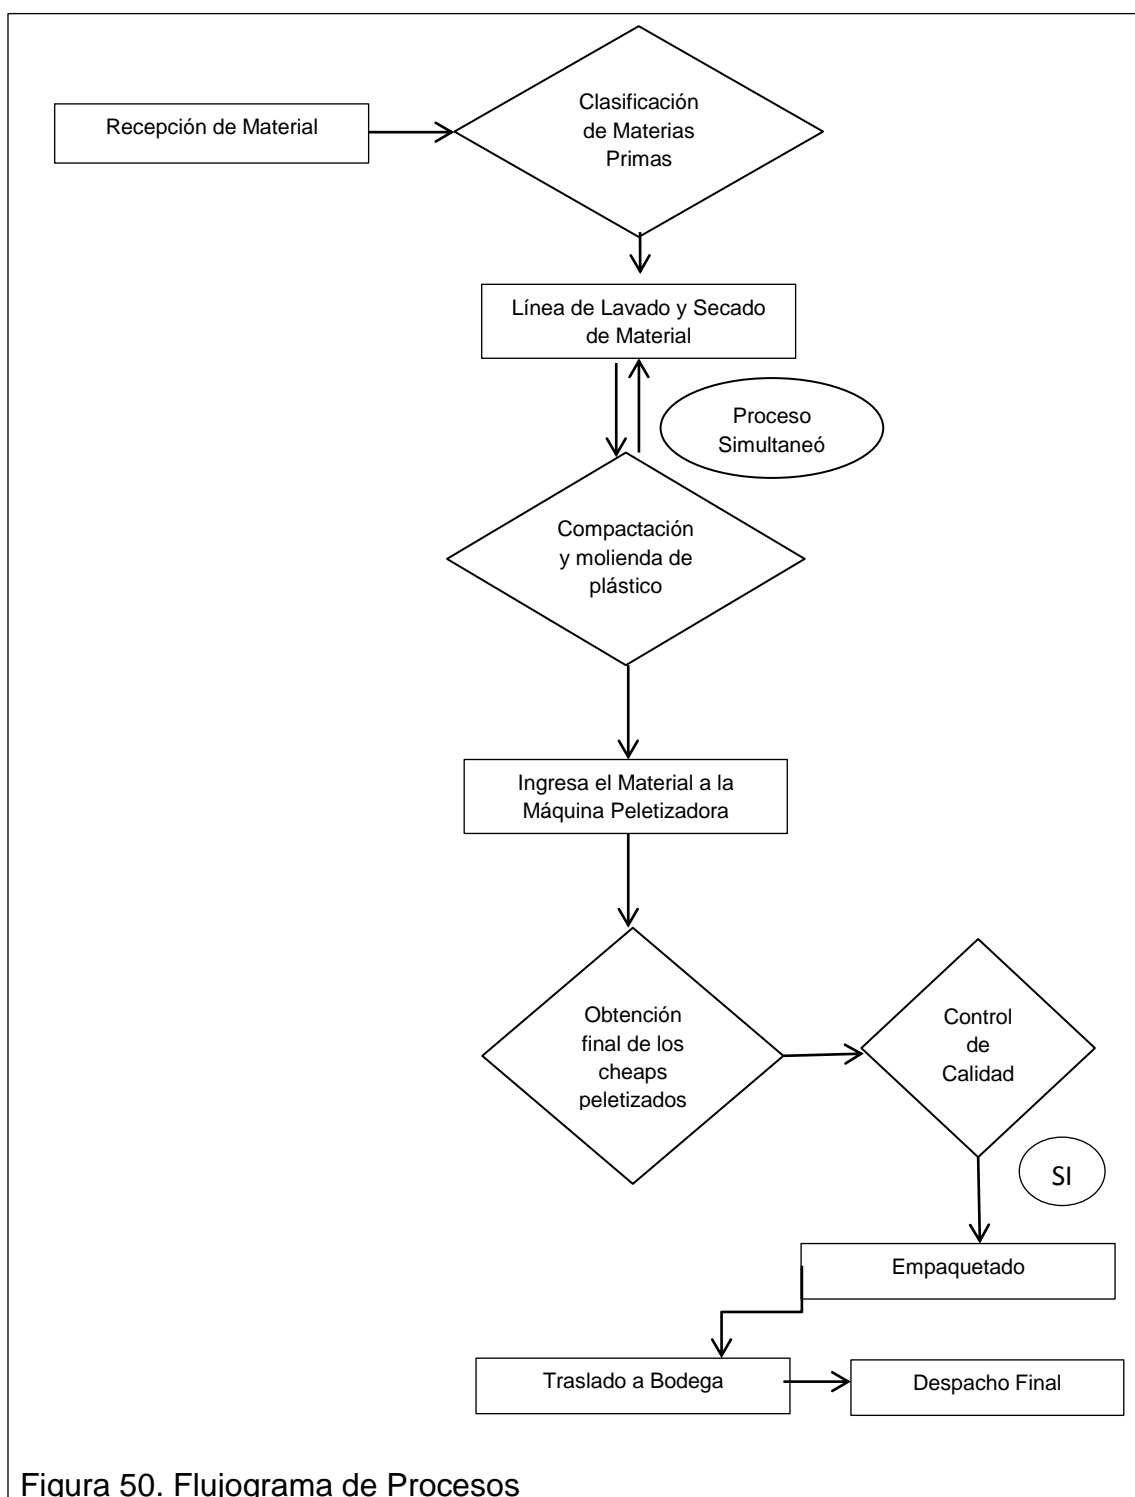 Recepción de Material
Clasificación
de Materias
Primas
Línea de Lavado y Secado
de Material
Proceso
Simultaneó
Compactación
y molienda de
plástico
Ingresa el Material a la
Máquina Peletizadora
Obtención
final de los
cheaps
peletizados
Control
de
Calidad
SI
Empaquetado
Traslado a Bodega
Despacho Final
Figura 50. Flujograma de Procesos